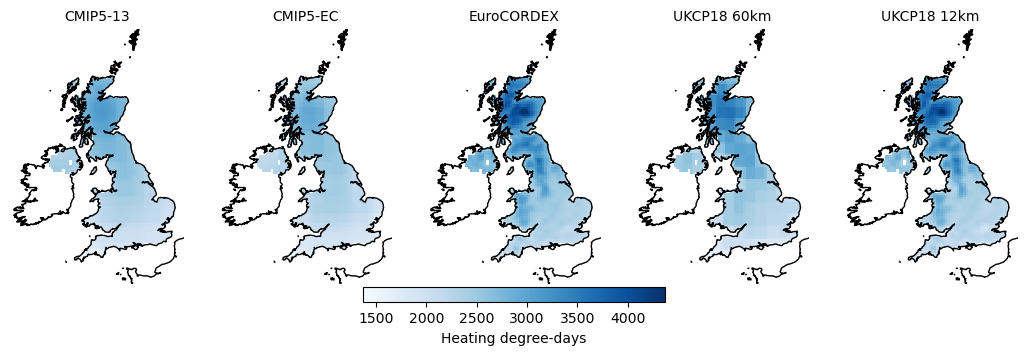 CMIP5-13 CMIP5-EC EuroCORDEX UKCP18 60km UKCP18 12km
1500 2000 2500 3000 3500 4000
Heating degree-days